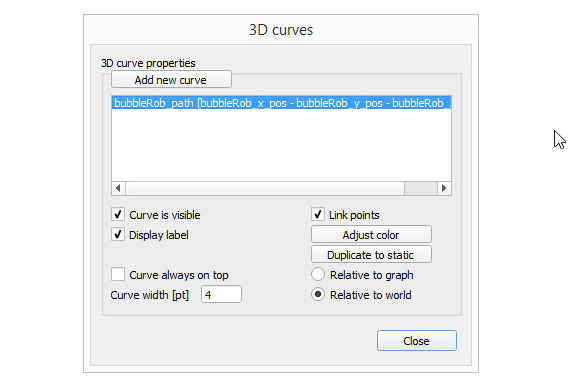 3D curves
3D curve properties
Add new curve
bubbleRob_path [bubbleRob_x_pos - bubbleRob_y_pos - bubbleRob_
Curve is visible
Link points
Display label
Adjust color
Duplicate to static
Curve always on top
Relative to graph
Curve width [pt]
4
Relative to world
Close